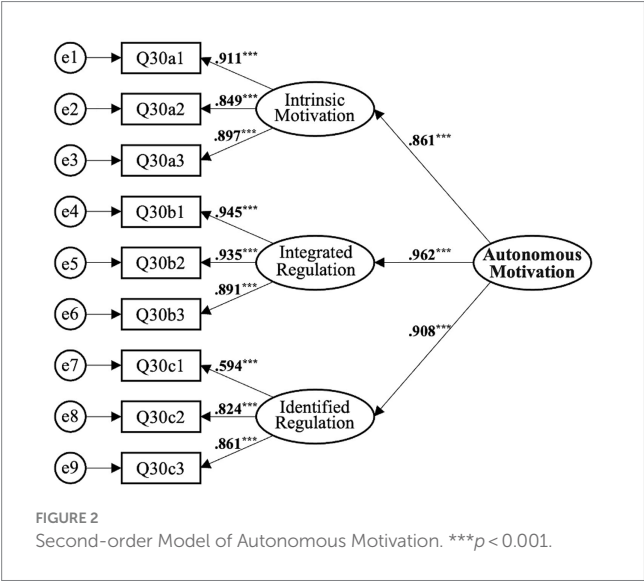 e1 Q30a1 .911***
e2 Q30a2 .849*** Intrinsic
Motivation
e3 Q30a3 .897***
.861***
e4 Q30b1 .945***
e5 Q30b2 .935*** Integrated
Regulation .962*** Autonomous
Motivation
e6 Q30b3 .891***
.908***
e7 Q30c1 .594***
e8 Q30c2 .824*** Identified
Regulation
e9 Q30c3 .861***
FIGURE 2
Second-order Model of Autonomous Motivation. ***p < 0.001.